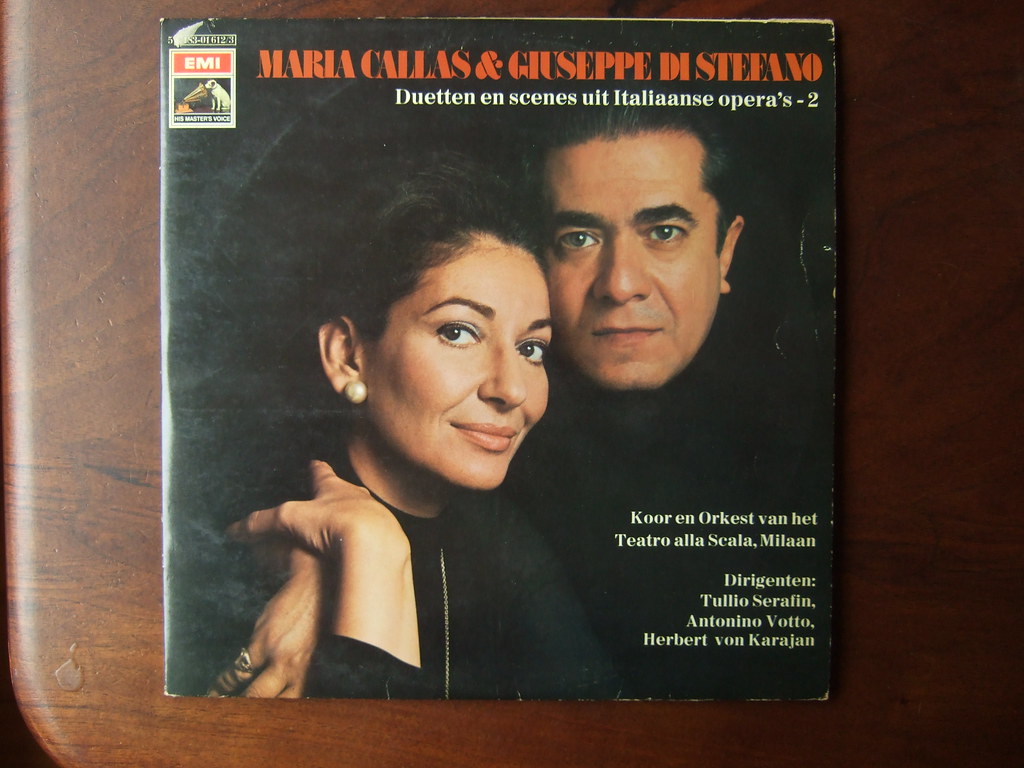 EMI
HIS MASTER'S VOICE
MARIA CALLAS & GIUSEPPE DI STEFANO
Duetten en scenes uit Italiaanse opera's - 2
Koor en Orkest van het
Teatro alla Scala, Milaan
Dirigenten:
Tullio Serafin,
Antonino Votto,
Herbert von Karajan